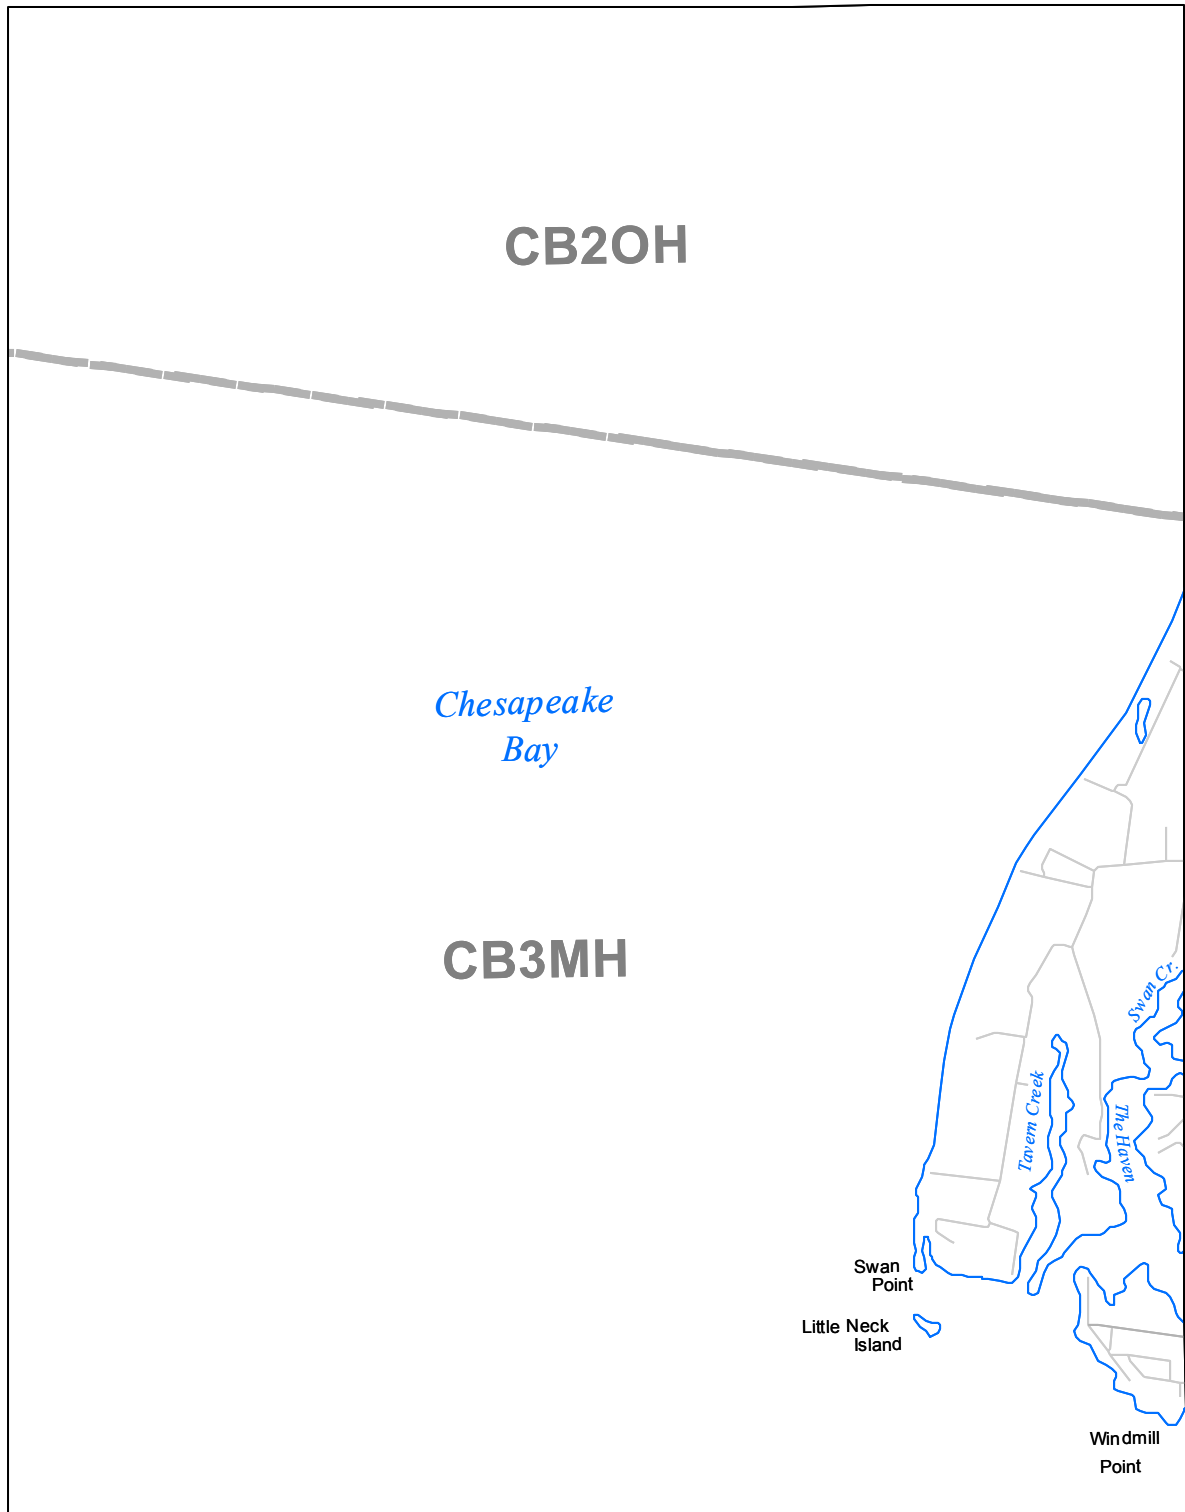 CB2OH
Chesapeake
Bay
CB3MH
Swan Cr.
Tavern Creek
The Haven
Swan
Point
Little Neck
Island
Windmill
Point